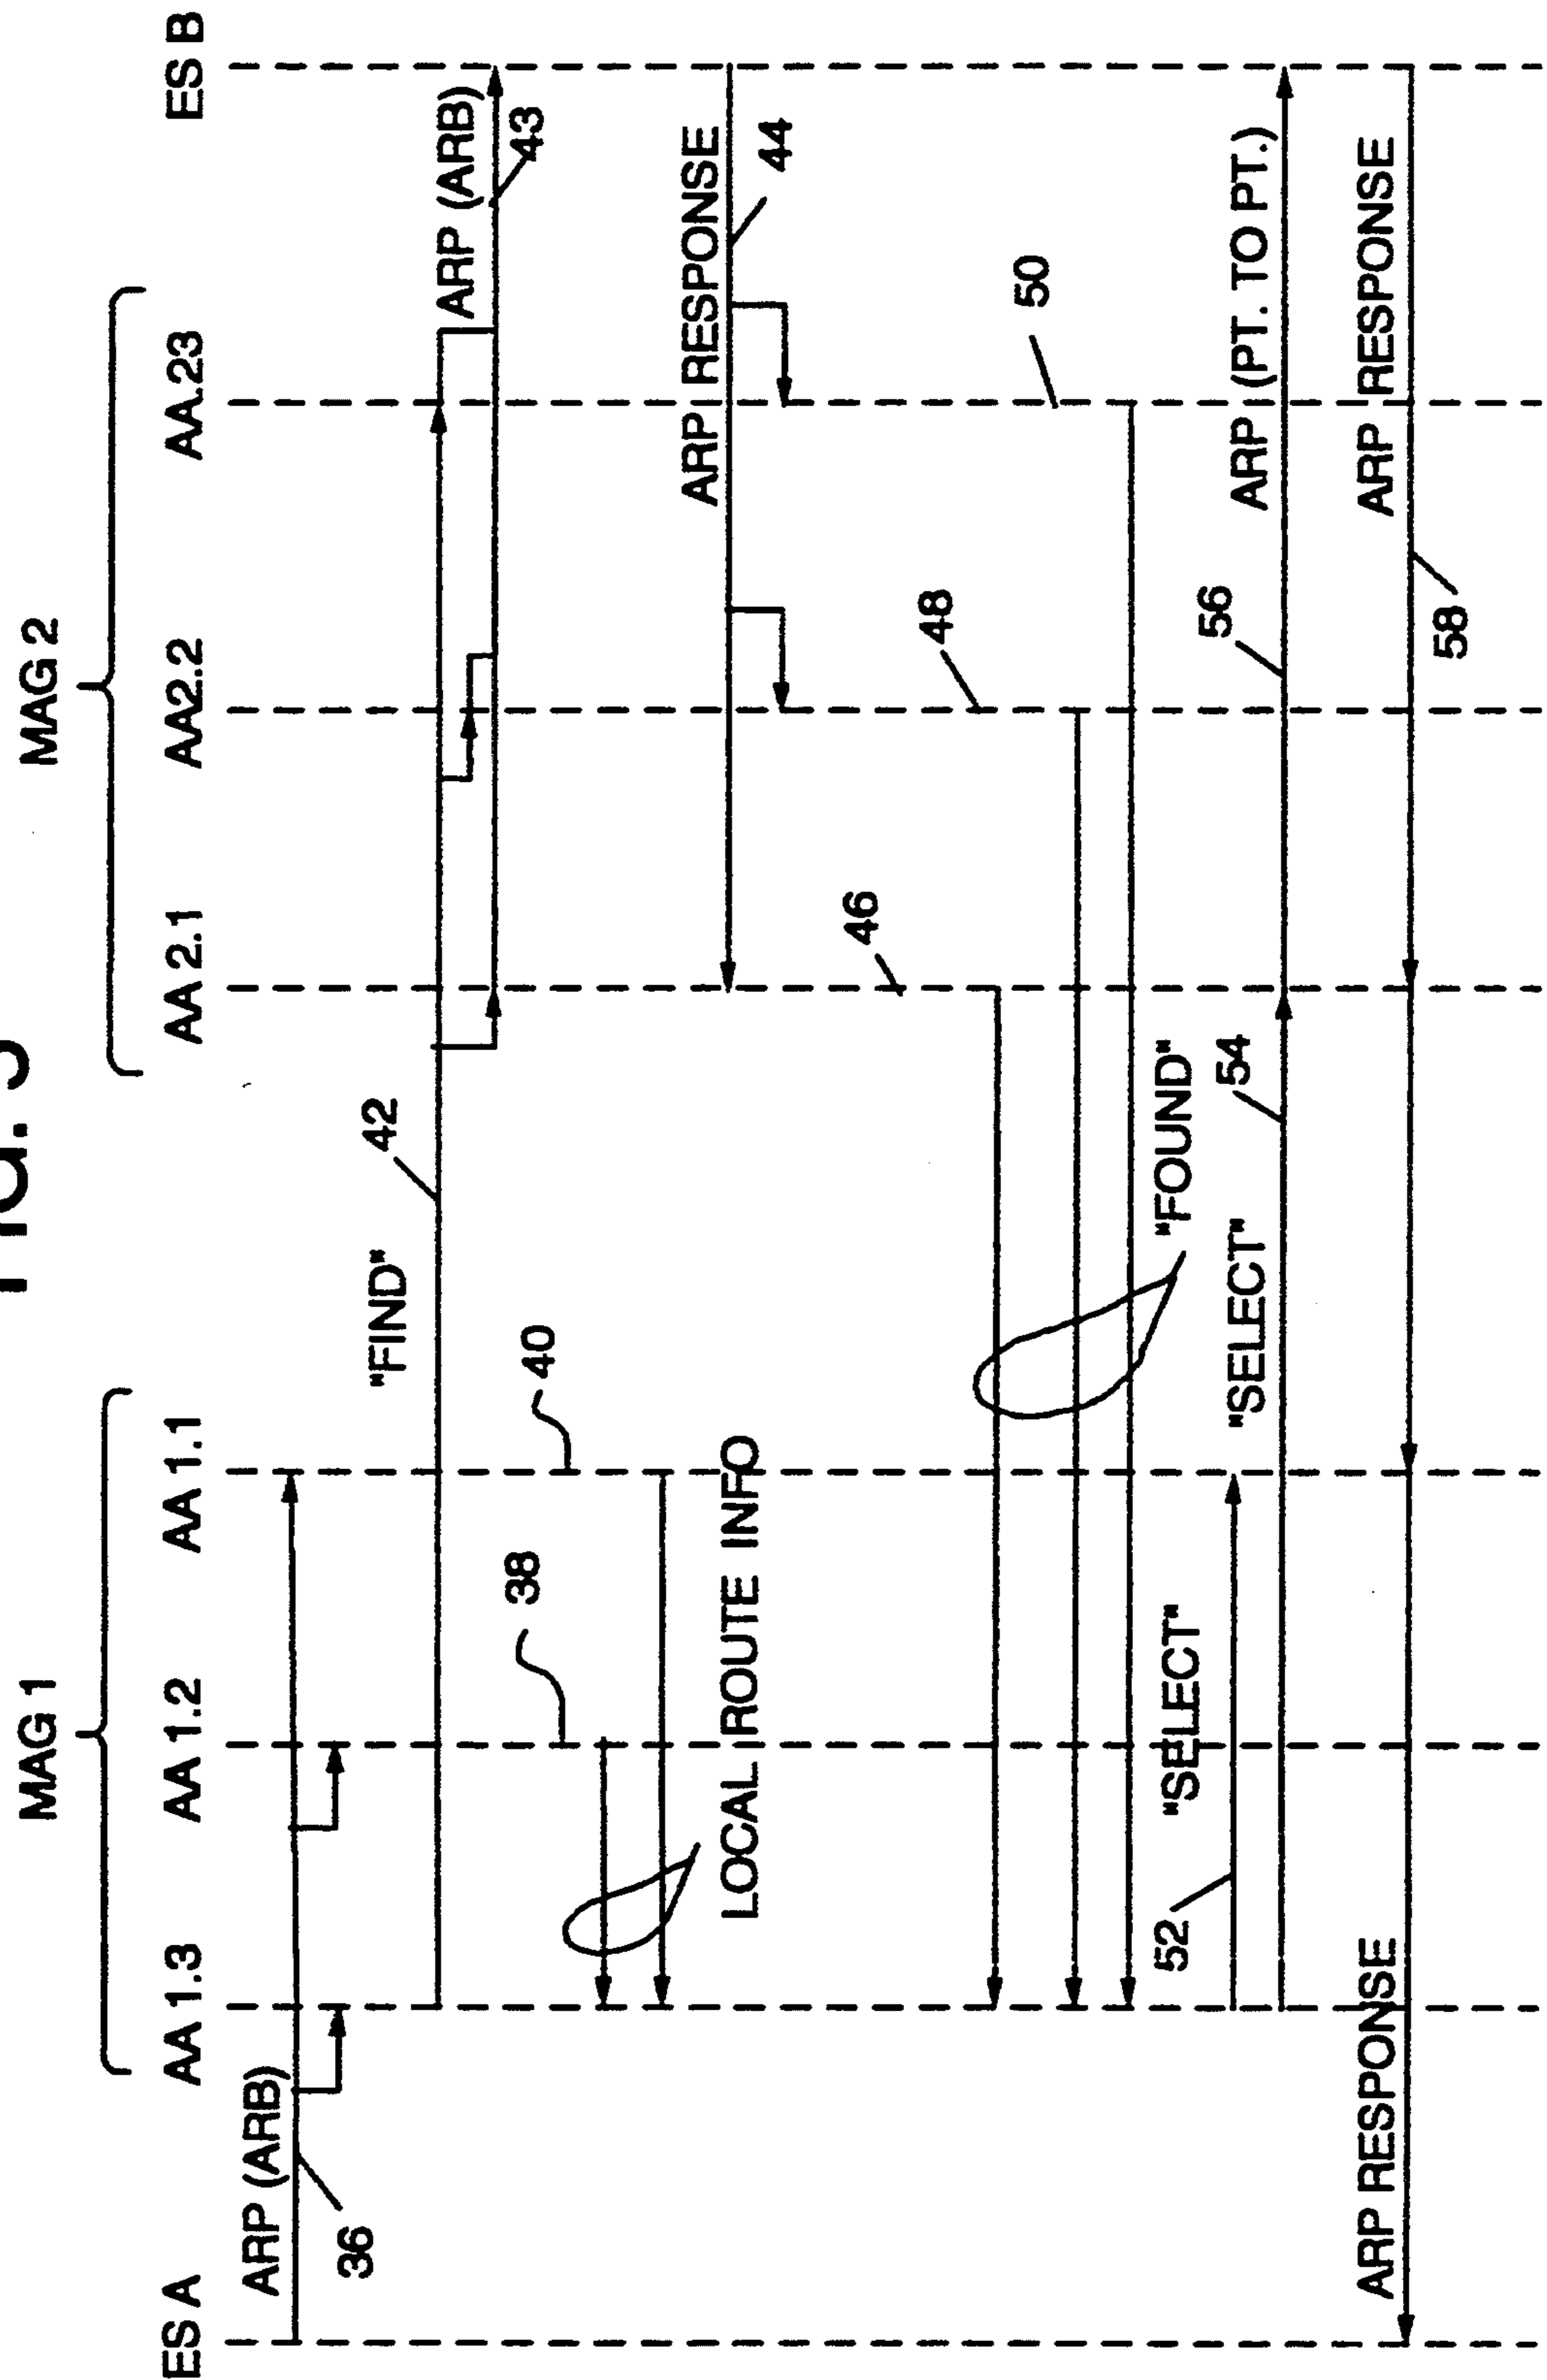 FIG. 3
MAG 1
MAG 2
ES A
AA 1.3
AA 1.2
AA 1.1
AA 2.1
AA2.2
AA.23
ES B
ARP (ARB)
36
"FIND"
42
ARP (ARB)
43
38
40
LOCAL ROUTE INFO
ARP RESPONSE
44
46
48
50
"FOUND"
52
"SELECT"
"SELECT"
54
56
ARP (PT. TO PT.)
ARP RESPONSE
ARP RESPONSE
58